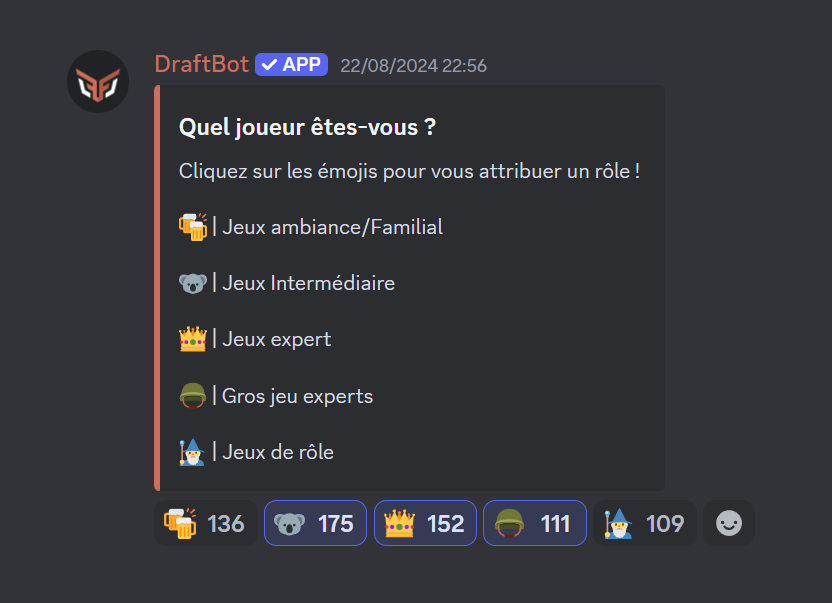 DraftBot APP 22/08/2024 22:56
Quel joueur êtes-vous ?
Cliquez sur les émojis pour vous attribuer un rôle !
🍻 | Jeux ambiance/Familial
🐨 | Jeux Intermédiaire
👑 | Jeux expert
🪖 | Gros jeu experts
🧙‍♂️ | Jeux de rôle
🍻 136 🐨 175 👑 152 🪖 111 🧙‍♂️ 109